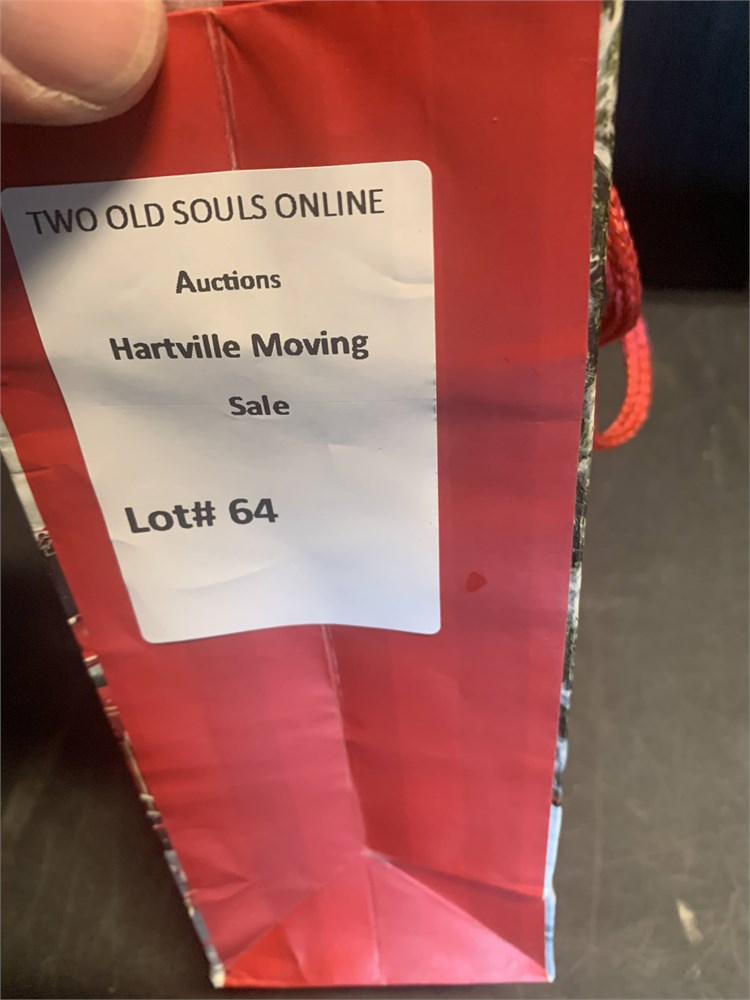 TWO OLD SOULS ONLINE
Auctions
Hartville Moving
Sale
Lot# 64